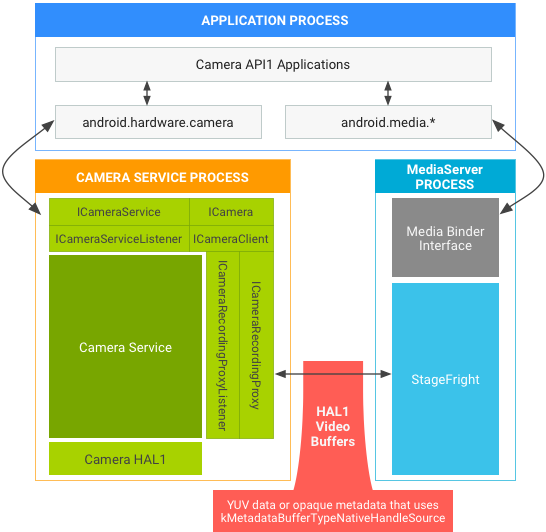 APPLICATION PROCESS
Camera API1 Applications
android.hardware.camera
android.media.*
CAMERA SERVICE PROCESS
MediaServer
PROCESS
ICameraService
ICamera
ICameraServiceListener
ICameraClient
Media Binder
Interface
ICameraRecordingProxyListener
ICameraRecordingProxy
Camera Service
StageFright
HAL1
Video
Buffers
Camera HAL1
YUV data or opaque metadata that uses
kMetadataBufferTypeNativeHandleSource